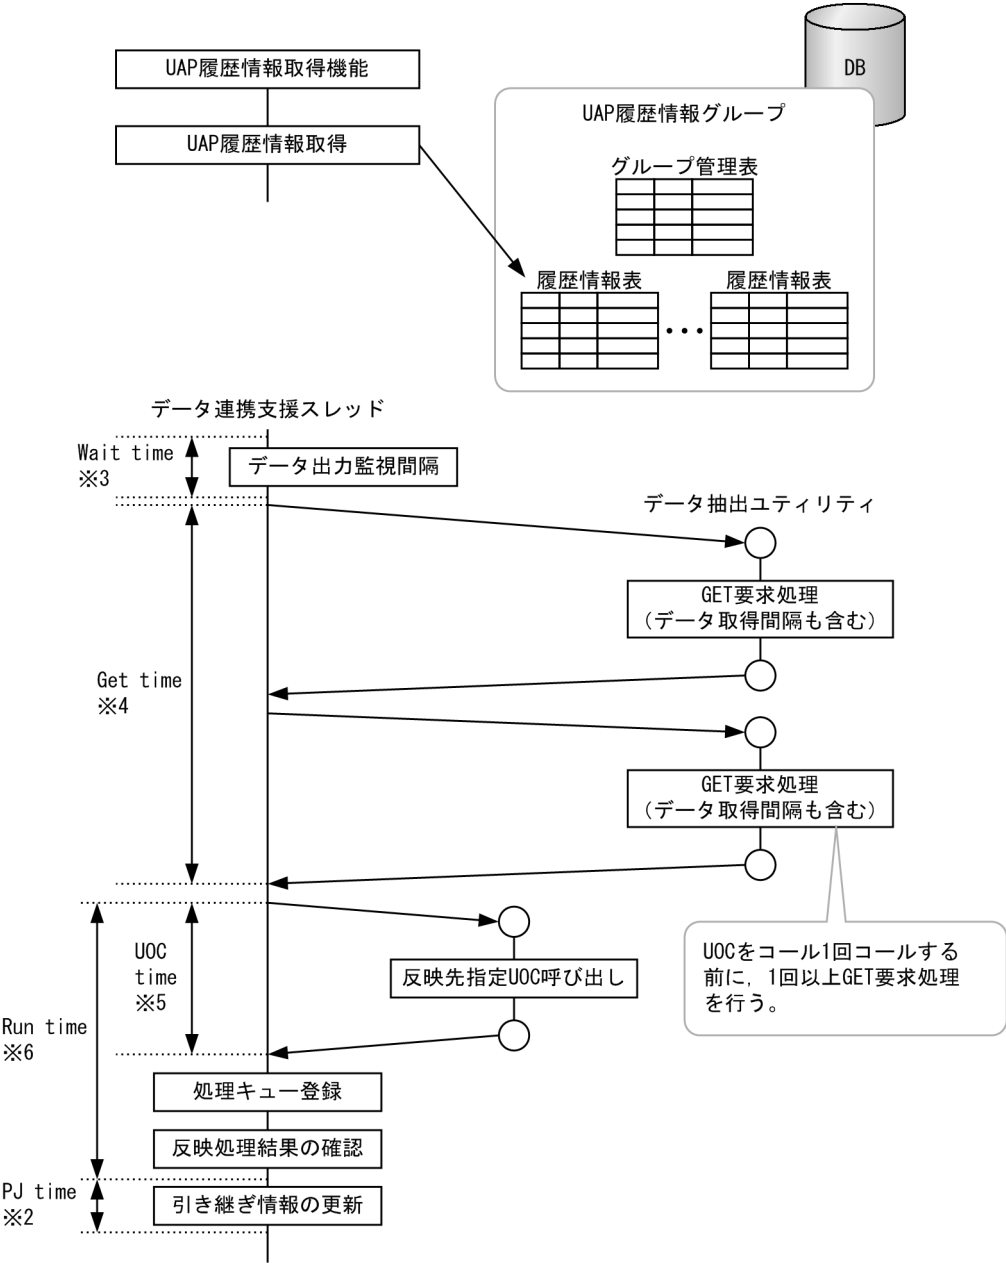 UAP履歴情報取得機能
UAP履歴情報取得
DB
UAP履歴情報グループ
グループ管理表
履歴情報表
・・・
履歴情報表
データ連携支援スレッド
Wait time
※3
データ出力監視間隔
データ抽出ユティリティ
GET要求処理
（データ取得間隔も含む）
Get time
※4
GET要求処理
（データ取得間隔も含む）
UOCをコール1回コールする
前に，1回以上GET要求処理
を行う。
UOC
time
※5
反映先指定UOC呼び出し
Run time
※6
処理キュー登録
反映処理結果の確認
PJ time
※2
引き継ぎ情報の更新